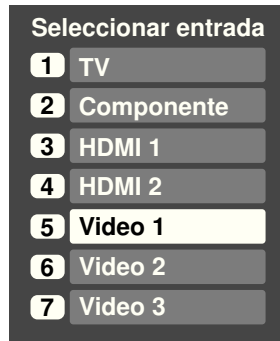 Seleccionar entrada
1 TV
2 Componente
3 HDMI 1
4 HDMI 2
5 Video 1
6 Video 2
7 Video 3